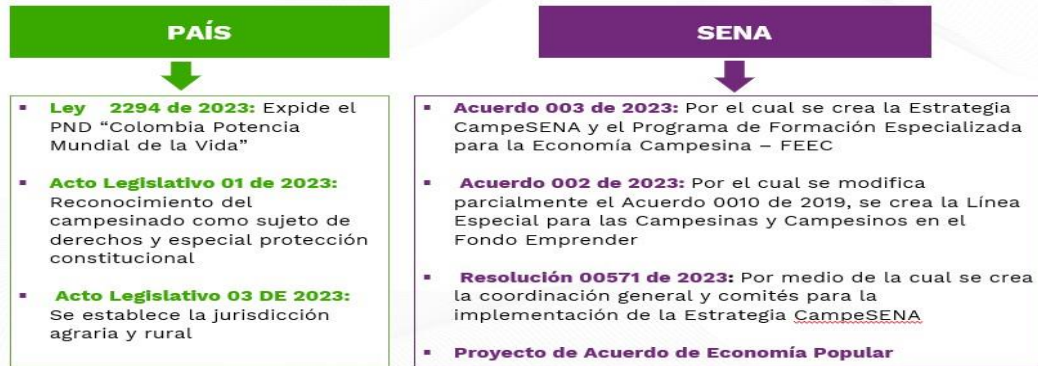 PAÍS
Ley 2294 de 2023: Expide el
PND “Colombia Potencia
Mundial de la Vida”
Acto Legislativo 01 de 2023:
Reconocimiento del
campesinado como sujeto de
derechos y especial protección
constitucional
Acto Legislativo 03 DE 2023:
Se establece la jurisdicción
agraria y rural
SENA
Acuerdo 003 de 2023: Por el cual se crea la Estrategia
CampeSENA y el Programa de Formación Especializada
para la Economía Campesina – FEEC
Acuerdo 002 de 2023: Por el cual se modifica
parcialmente el Acuerdo 0010 de 2019, se crea la Línea
Especial para las Campesinas y Campesinos en el
Fondo Emprender
Resolución 00571 de 2023: Por medio de la cual se crea
la coordinación general y comités para la
implementación de la Estrategia CampeSENA
Proyecto de Acuerdo de Economía Popular